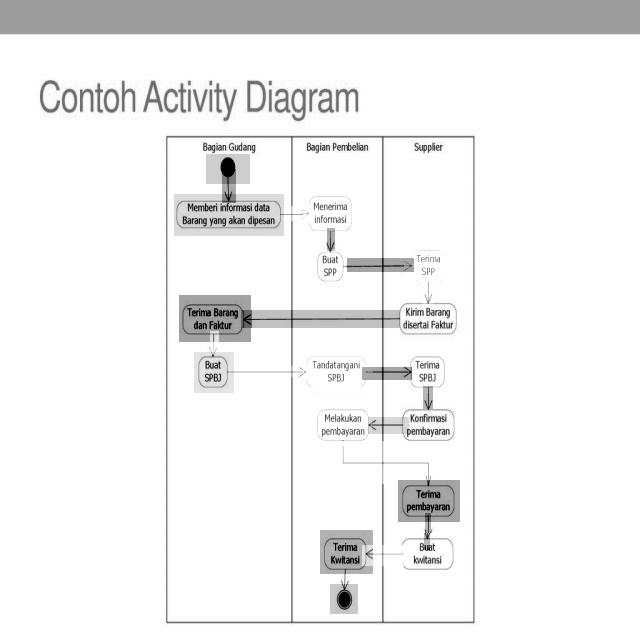 Contoh Activity Diagram
Bagian Gudang
Bagian Pembelian
Supplier
Memberi informasi data
Barang yang akan dipesan
Menerima
informasi
Buat
SPP
Terima
SPP
Terima Barang
dan Faktur
Kirim Barang
disertai Faktur
Buat
SPBJ
Tandatangani
SPBJ
Terima
SPBJ
Melakukan
pembayaran
Konfirmasi
pembayaran
Terima
pembayaran
Terima
Kwitansi
Buat
kwitansi